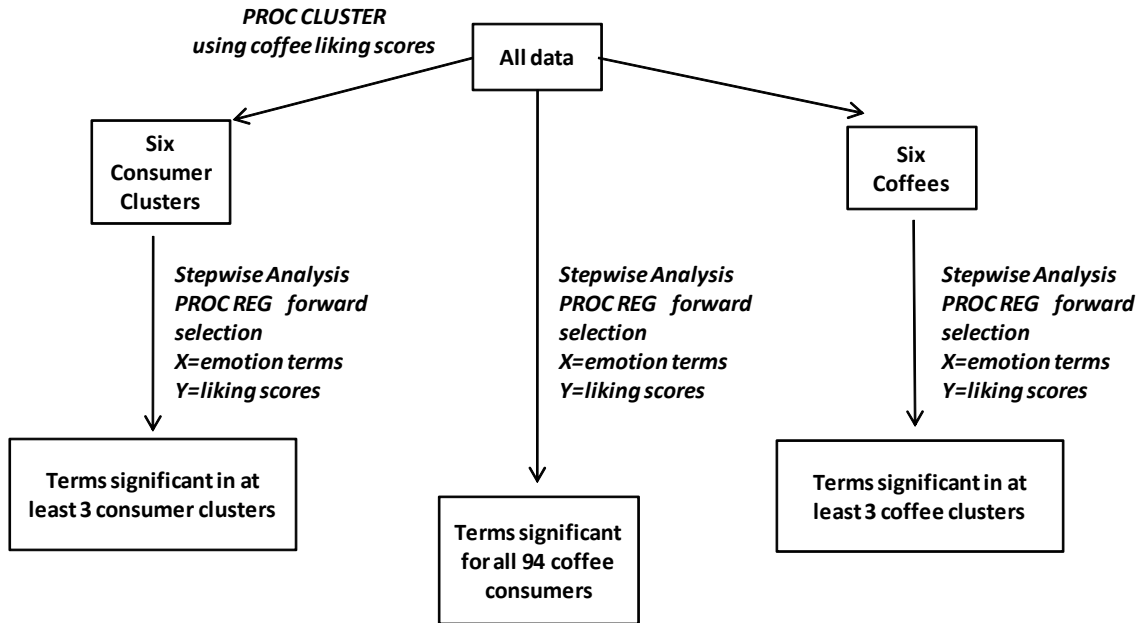 PROC CLUSTER
using coffee liking scores
All data
Six
Consumer
Clusters
Six
Coffees
Stepwise Analysis
PROC REG forward
selection
X=emotion terms
Y=liking scores
Stepwise Analysis
PROC REG forward
selection
X=emotion terms
Y=liking scores
Stepwise Analysis
PROC REG forward
selection
X=emotion terms
Y=liking scores
Terms significant in at
least 3 consumer clusters
Terms significant
for all 94 coffee
consumers
Terms significant in at
least 3 coffee clusters